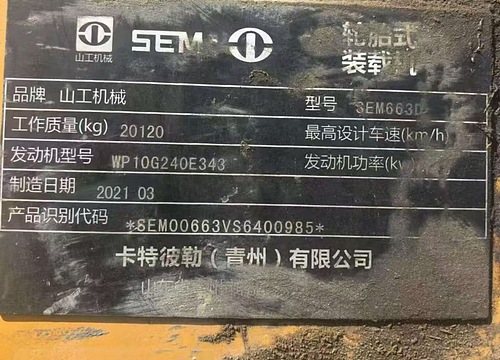 山工机械 SEM 轮胎式
装载机
品牌 山工机械 型号 SEM663D
工作质量(kg) 20120 最高设计车速(km/h)
发动机型号 WP10G240E343 发动机功率(kw)
制造日期 2021 03
产品识别代码 *SEM00663VS6400985*
卡特彼勒(青州)有限公司
山东